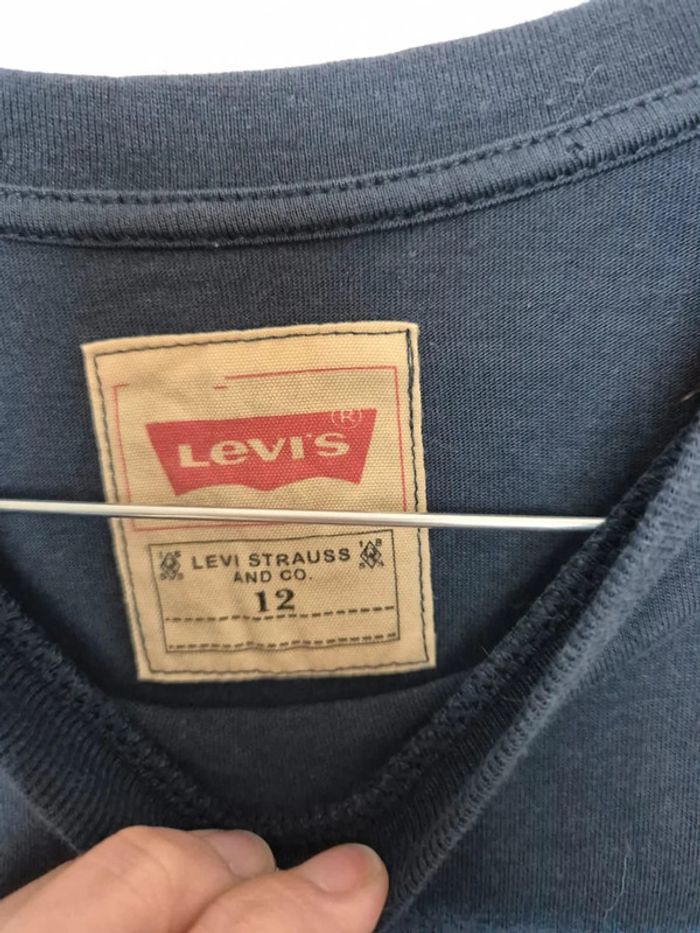 Levi's ®
LEVI STRAUSS
AND CO.
12